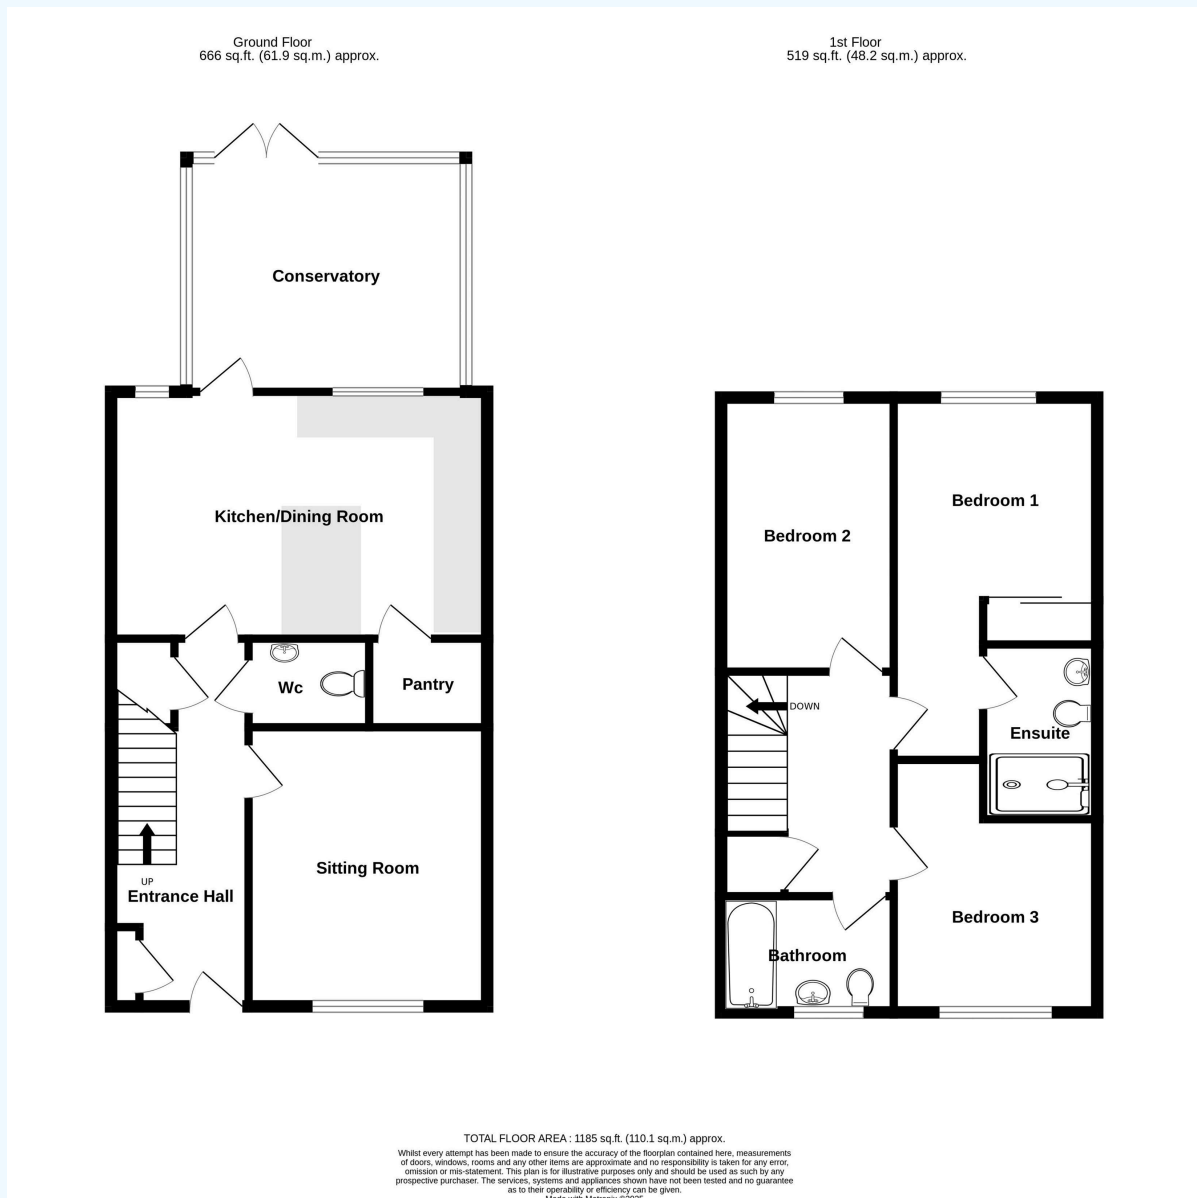 Ground Floor
666 sq.ft. (61.9 sq.m.) approx.
1st Floor
519 sq.ft. (48.2 sq.m.) approx.
Conservatory
Kitchen/Dining Room
Wc
Pantry
Sitting Room
UP
Entrance Hall
Bedroom 1
Bedroom 2
DOWN
Ensuite
Bedroom 3
Bathroom
TOTAL FLOOR AREA : 1185 sq.ft. (110.1 sq.m.) approx.
Whilst every attempt has been made to ensure the accuracy of the floorplan contained here, measurements
of doors, windows, rooms and any other items are approximate and no responsibility is taken for any error,
omission or mis-statement. This plan is for illustrative purposes only and should be used as such by any
prospective purchaser. The services, systems and appliances shown have not been tested and no guarantee
as to their operability or efficiency can be given.
Made with Metropix ©2025